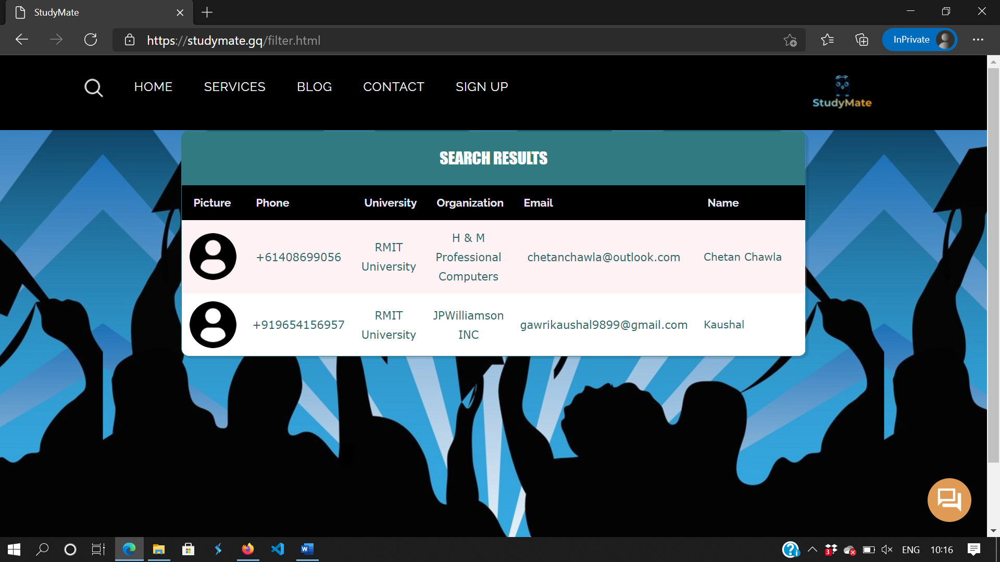 StudyMate
https://studymate.gq/filter.html
InPrivate
HOME SERVICES BLOG CONTACT SIGN UP
StudyMate
SEARCH RESULTS
Picture Phone University Organization Email Name
+61408699056
RMIT
University
H & M
Professional
Computers
chetanchawla@outlook.com
Chetan Chawla
+919654156957
RMIT
University
JPWilliamson
INC
gawrikaushal9899@gmail.com
Kaushal
3
ENG
10:16